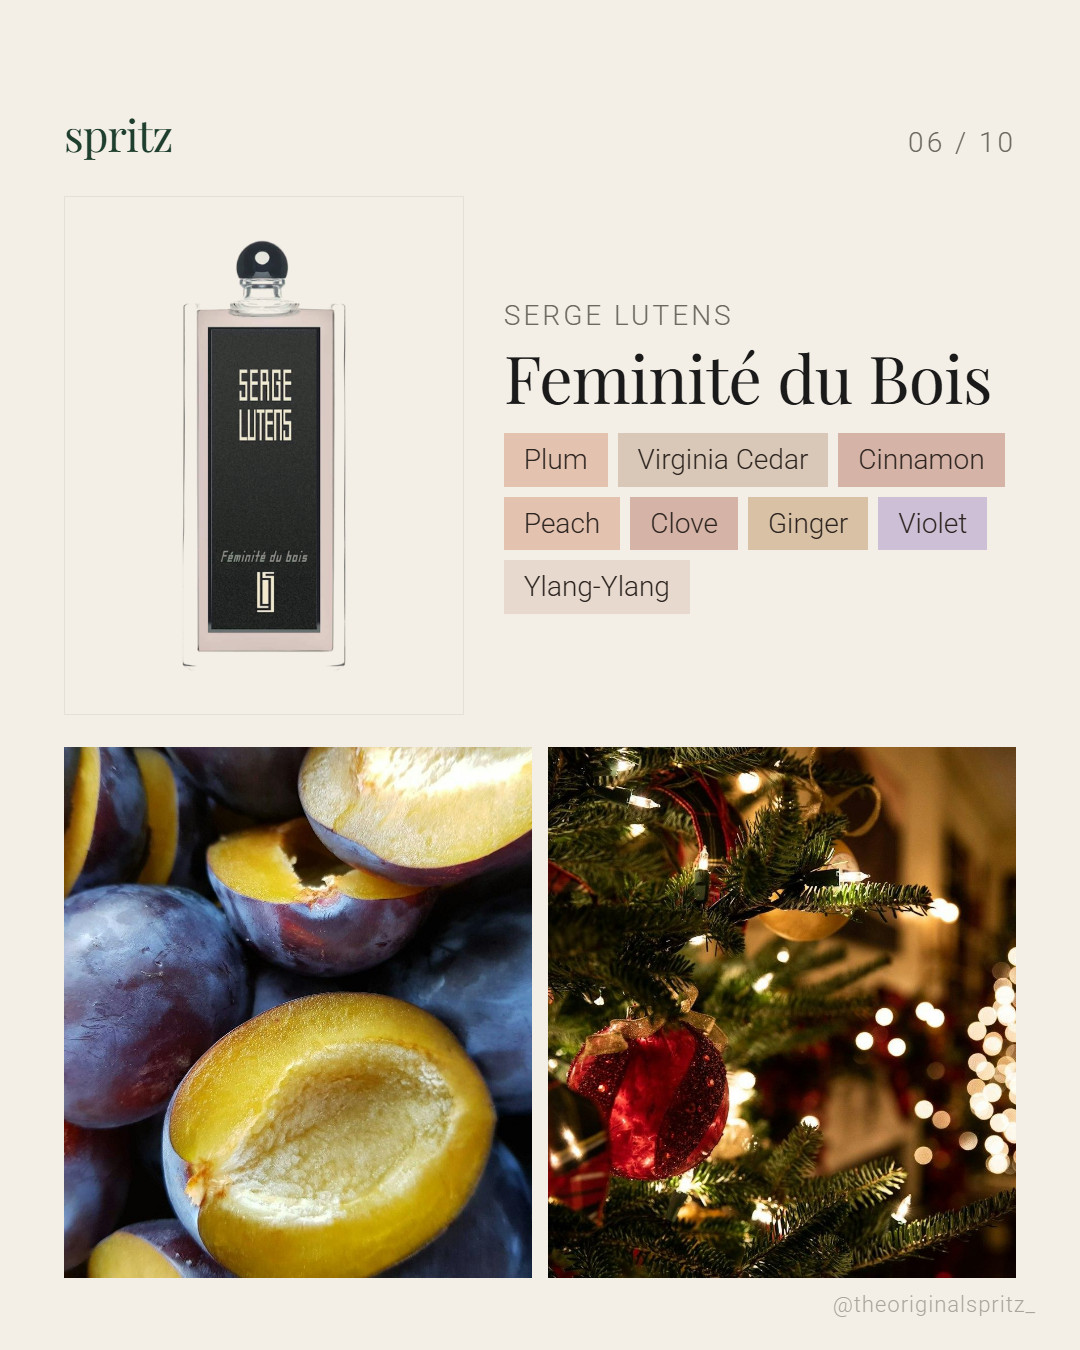 spritz
06 / 10
SERGE
LUTENS
Féminité du bois
SERGE LUTENS
Feminité du Bois
Plum Virginia Cedar Cinnamon
Peach Clove Ginger Violet
Ylang-Ylang
@theoriginalspritz_